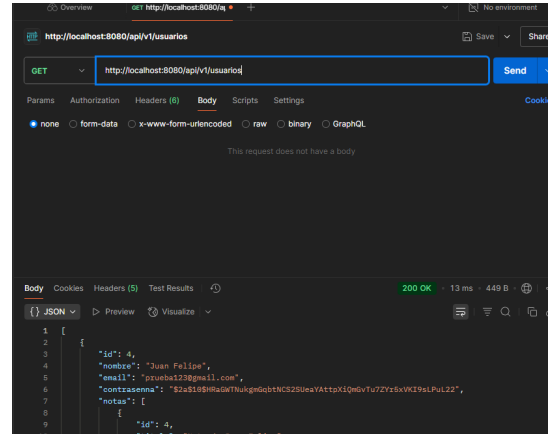 Overview GET http://localhost:8080/a No environment
http://localhost:8080/api/v1/usuarios Save Share
GET http://localhost:8080/api/v1/usuarios Send
Params Authorization Headers (6) Body Scripts Settings Cookie
none form-data x-www-form-urlencoded raw binary GraphQL
This request does not have a body
Body Cookies Headers (5) Test Results 200 OK 13 ms 449 B
{} JSON Preview Visualize
1 [
2 {
3 "id": 4,
4 "nombre": "Juan Felipe",
5 "email": "prueba123@gmail.com",
6 "contrasenna":
7 "notas": [
8 {
9 "id": 4,